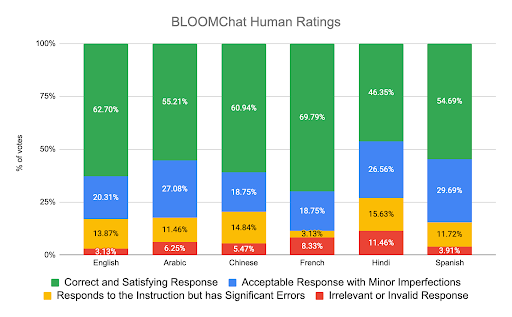 BLOOMChat Human Ratings
100%
75%
50%
25%
0%
% of votes
62.70% 55.21% 60.94% 69.79% 46.35% 54.69%
20.31% 27.08% 18.75% 18.75% 26.56% 29.69%
13.87% 11.46% 14.84% 3.13% 15.63% 11.72%
3.13% 6.25% 5.47% 8.33% 11.46% 3.91%
English Arabic Chinese French Hindi Spanish
Correct and Satisfying Response Acceptable Response with Minor Imperfections
Responds to the Instruction but has Significant Errors Irrelevant or Invalid Response